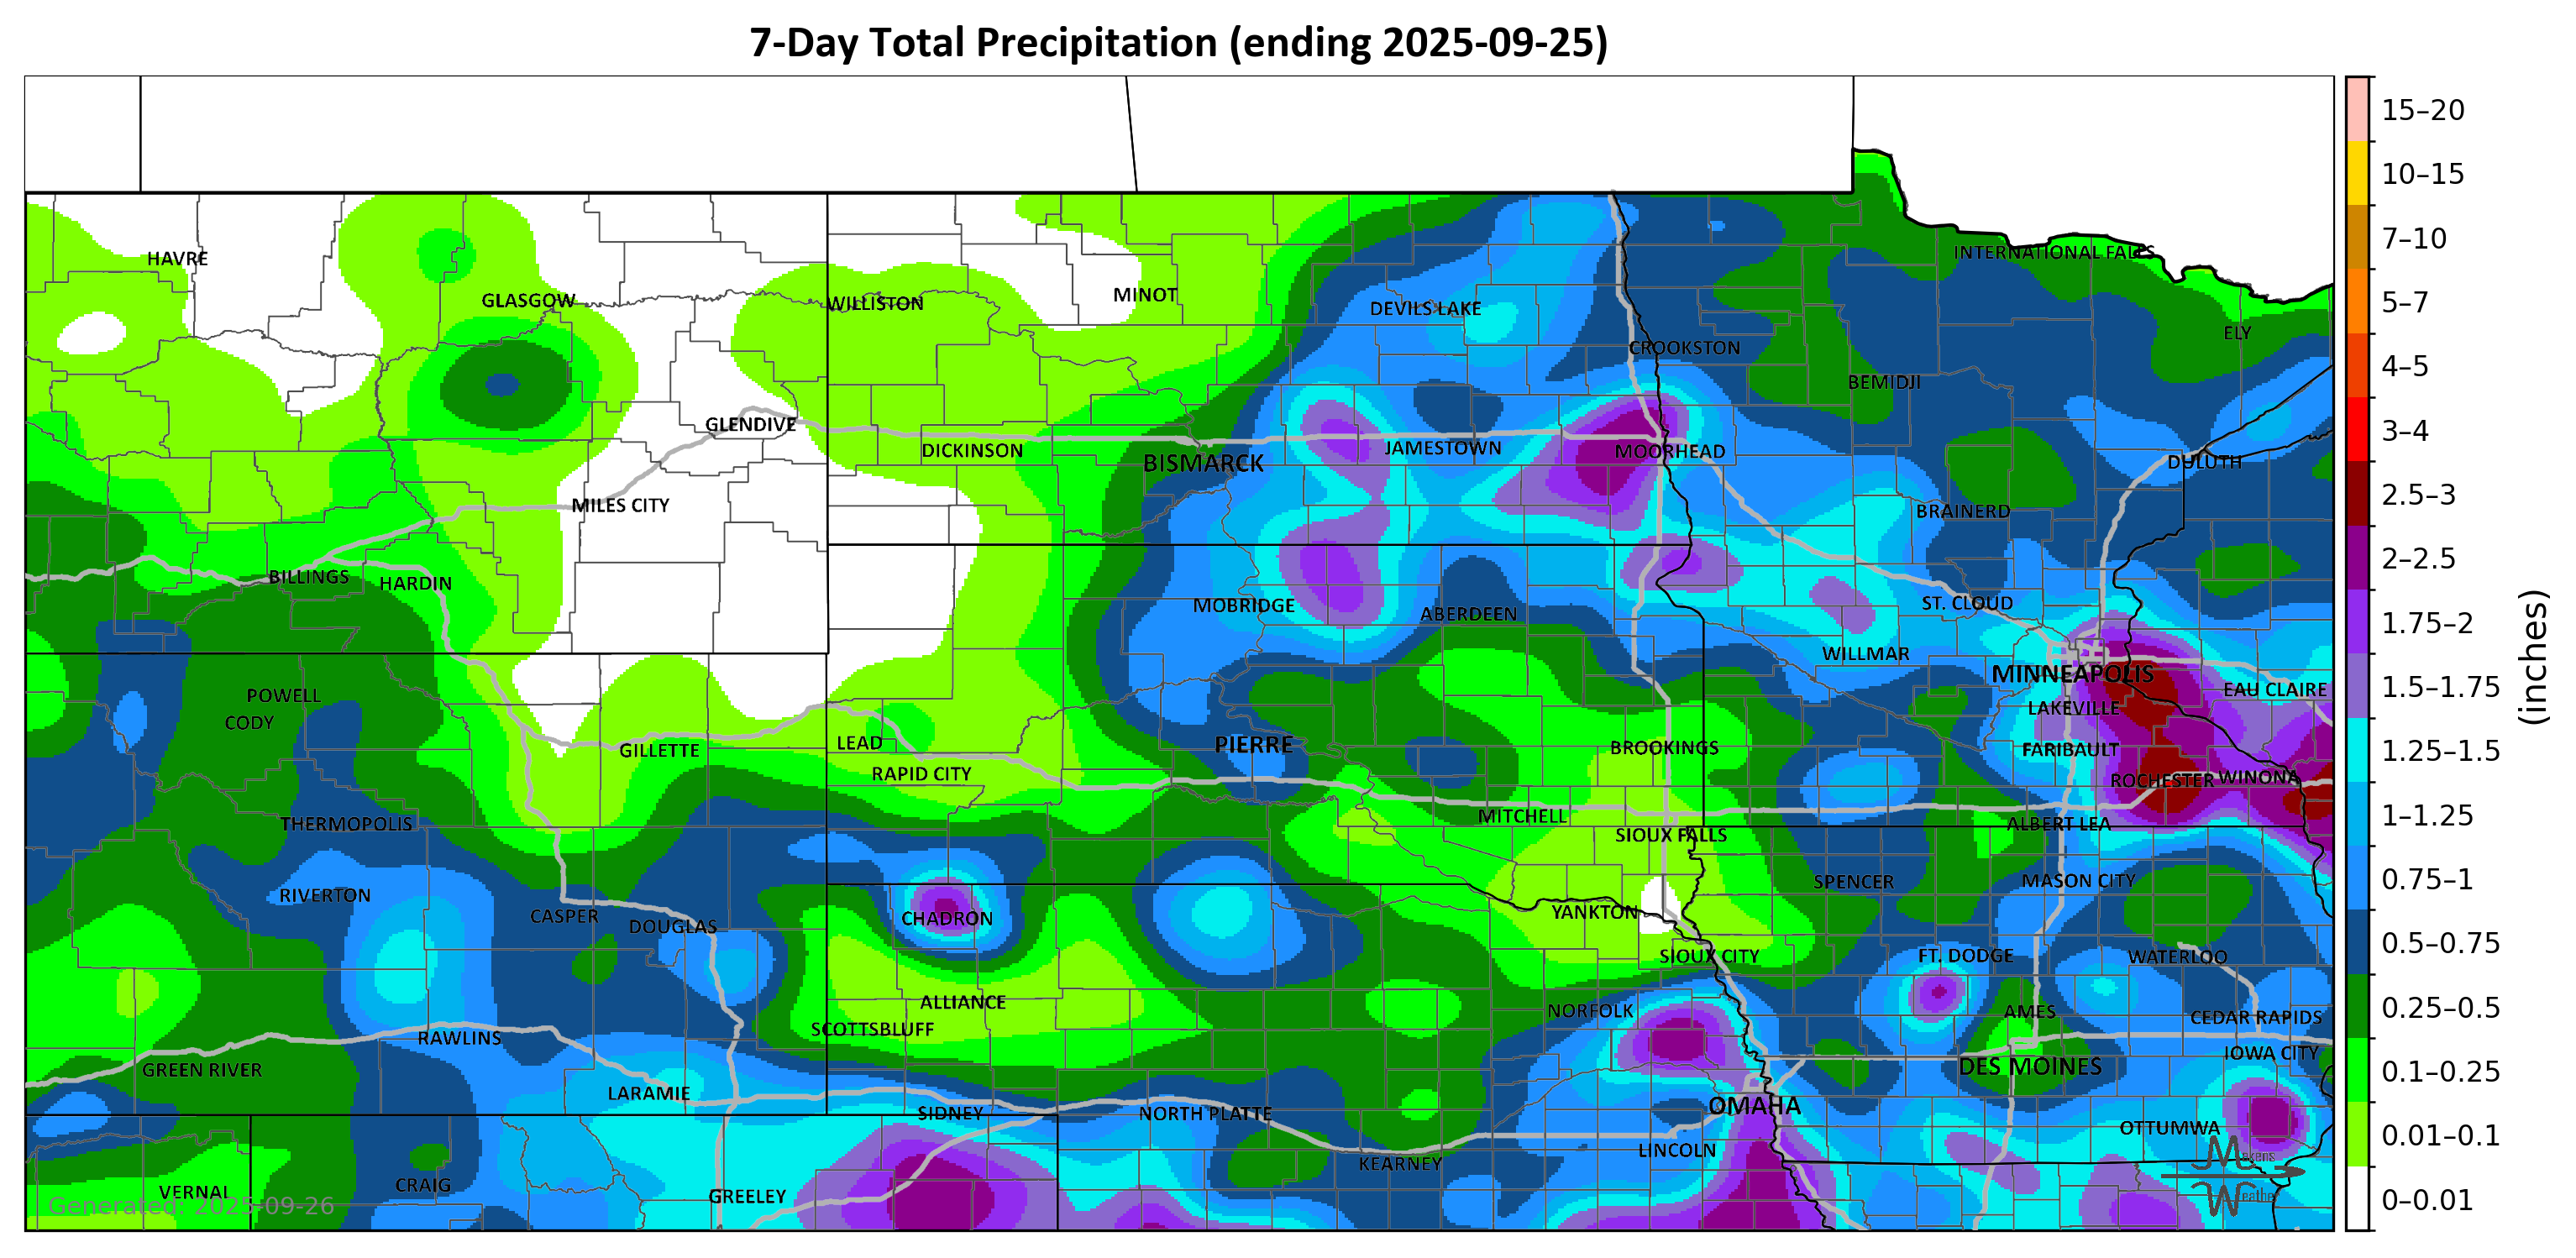 7-Day Total Precipitation (ending 2025-09-25)
15–20
10–15
7–10
5–7
4–5
3–4
2.5–3
2–2.5
1.75–2
1.5–1.75
1.25–1.5
1–1.25
0.75–1
0.5–0.75
0.25–0.5
0.1–0.25
0.01–0.1
0–0.01
(inches)
HAVRE
INTERNATIONAL FALLS
GLASGOW
WILLISTON
MINOT
DEVILS LAKE
ELY
CROOKSTON
BEMIDJI
GLENDIVE
DICKINSON
BISMARCK
JAMESTOWN
MOORHEAD
DULUTH
MILES CITY
BRAINERD
BILLINGS
HARDIN
MOBRIDGE
ABERDEEN
ST. CLOUD
WILLMAR
MINNEAPOLIS
EAU CLAIRE
POWELL
CODY
LAKEVILLE
GILLETTE
LEAD
PIERRE
BROOKINGS
FARIBAULT
RAPID CITY
ROCHESTER
WINONA
THERMOPOLIS
MITCHELL
SIOUX FALLS
ALBERT LEA
RIVERTON
CASPER
DOUGLAS
CHADRON
YANKTON
SPENCER
MASON CITY
SIOUX CITY
FT. DODGE
WATERLOO
ALLIANCE
SCOTTSBLUFF
NORFOLK
AMES
CEDAR RAPIDS
RAWLINS
GREEN RIVER
DES MOINES
IOWA CITY
LARAMIE
SIDNEY
NORTH PLATTE
OMAHA
OTTUMWA
LINCOLN
KEARNEY
VERNAL
CRAIG
GREELEY
Makens
Weather
Generated: 2025-09-26